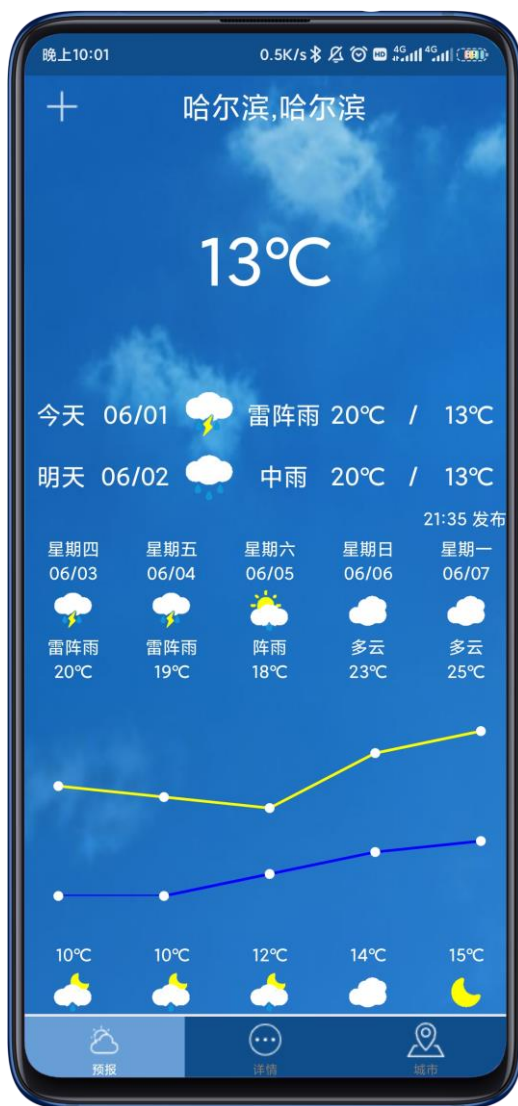 晚上10:01 0.5K/s HD 4G 4G
哈尔滨,哈尔滨
13℃
今天 06/01 雷阵雨 20℃ / 13℃
明天 06/02 中雨 20℃ / 13℃
21:35 发布
星期四 星期五 星期六 星期日 星期一
06/03 06/04 06/05 06/06 06/07
雷阵雨 雷阵雨 阵雨 多云 多云
20℃ 19℃ 18℃ 23℃ 25℃
10℃ 10℃ 12℃ 14℃ 15℃
预报 详情 城市